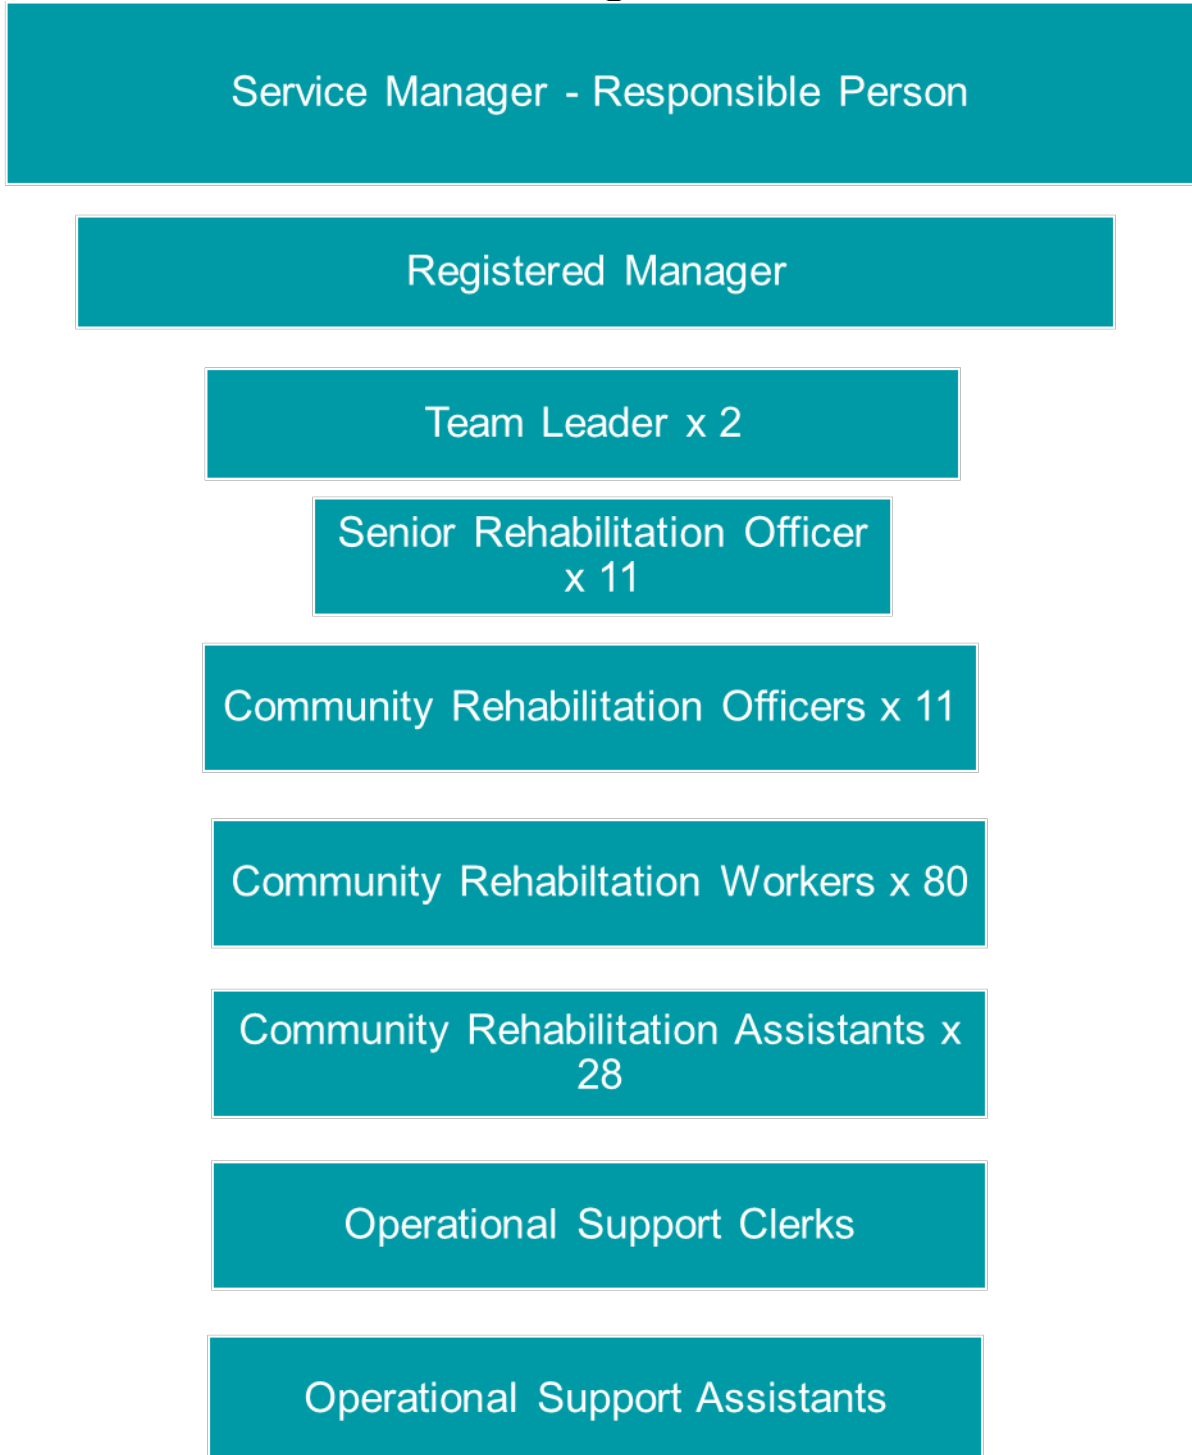 Service Manager - Responsible Person
Registered Manager
Team Leader x 2
Senior Rehabilitation Officer
x 11
Community Rehabilitation Officers x 11
Community Rehabiltation Workers x 80
Community Rehabilitation Assistants x
28
Operational Support Clerks
Operational Support Assistants